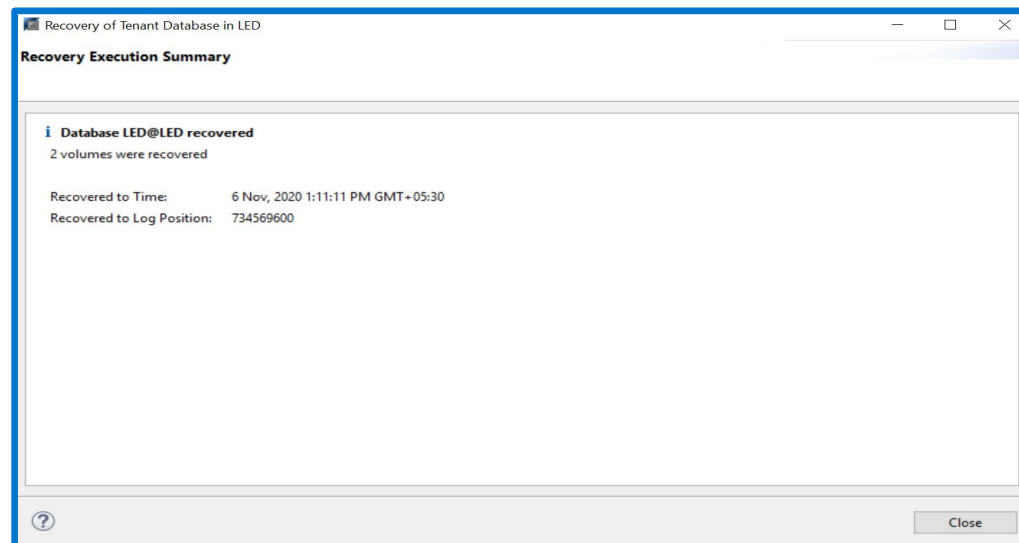 Recovery of Tenant Database in LED
Recovery Execution Summary
i Database LED@LED recovered
2 volumes were recovered
Recovered to Time: 6 Nov, 2020 1:11:11 PM GMT+05:30
Recovered to Log Position: 734569600
?
Close